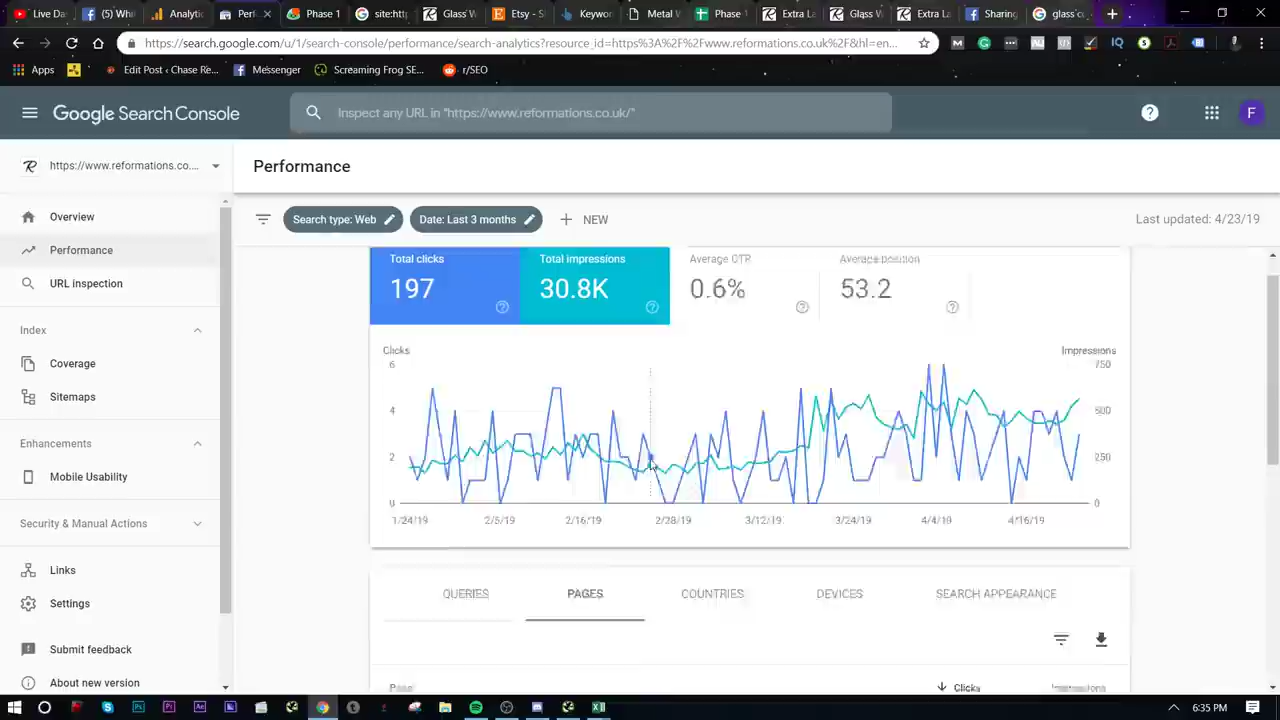 Live Da
(5) Whi
Analytic
Perf
Phase 1
site:htt
Glass W
Etsy - S
Keywor
Metal W
Phase 1
Extra La
Glass W
Extra La
Sharing
glass c
https://search.google.com/u/1/search-console/performance/search-analytics?resource_id=https%3A%2F%2Fwww.reformations.co.uk%2F&hl=en...
Apps
Edit Post ‹ Chase Re...
Messenger
Screaming Frog SE...
r/SEO
Google Search Console
Inspect any URL in "https://www.reformations.co.uk/"
F
https://www.reformations.co....
Performance
Overview
Performance
URL inspection
Index
Coverage
Sitemaps
Enhancements
Mobile Usability
Security & Manual Actions
Links
Settings
Submit feedback
About new version
Search type: Web
Date: Last 3 months
NEW
Last updated: 4/23/19
Total clicks
197
Total impressions
30.8K
Average CTR
0.6%
Average position
53.2
Clicks
Impressions
6
4
2
0
750
500
250
0
1/24/19
2/5/19
2/16/19
2/28/19
3/12/19
3/24/19
4/4/19
4/16/19
QUERIES
PAGES
COUNTRIES
DEVICES
SEARCH APPEARANCE
Page
Clicks
Impressions
6:35 PM